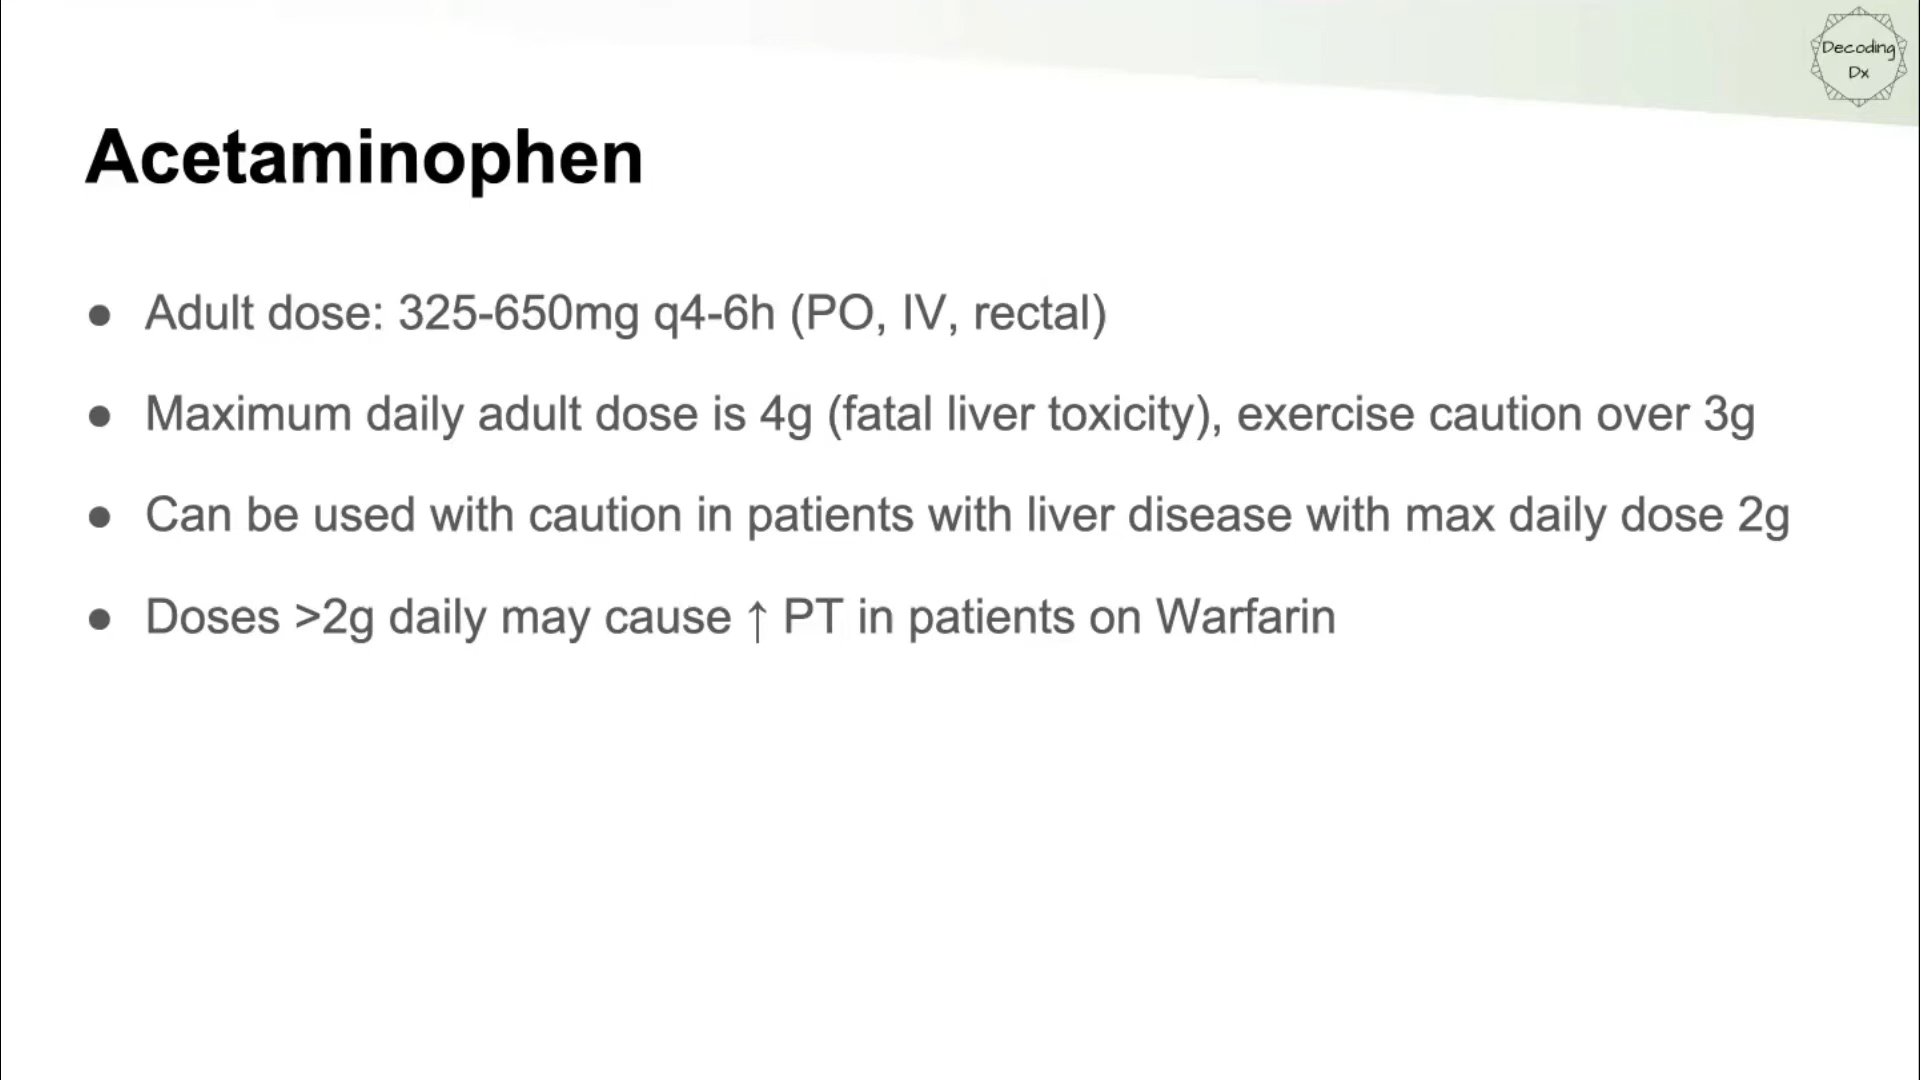 Decoding
Dx
Acetaminophen
● Adult dose: 325-650mg q4-6h (PO, IV, rectal)
● Maximum daily adult dose is 4g (fatal liver toxicity), exercise caution over 3g
● Can be used with caution in patients with liver disease with max daily dose 2g
● Doses >2g daily may cause ↑ PT in patients on Warfarin